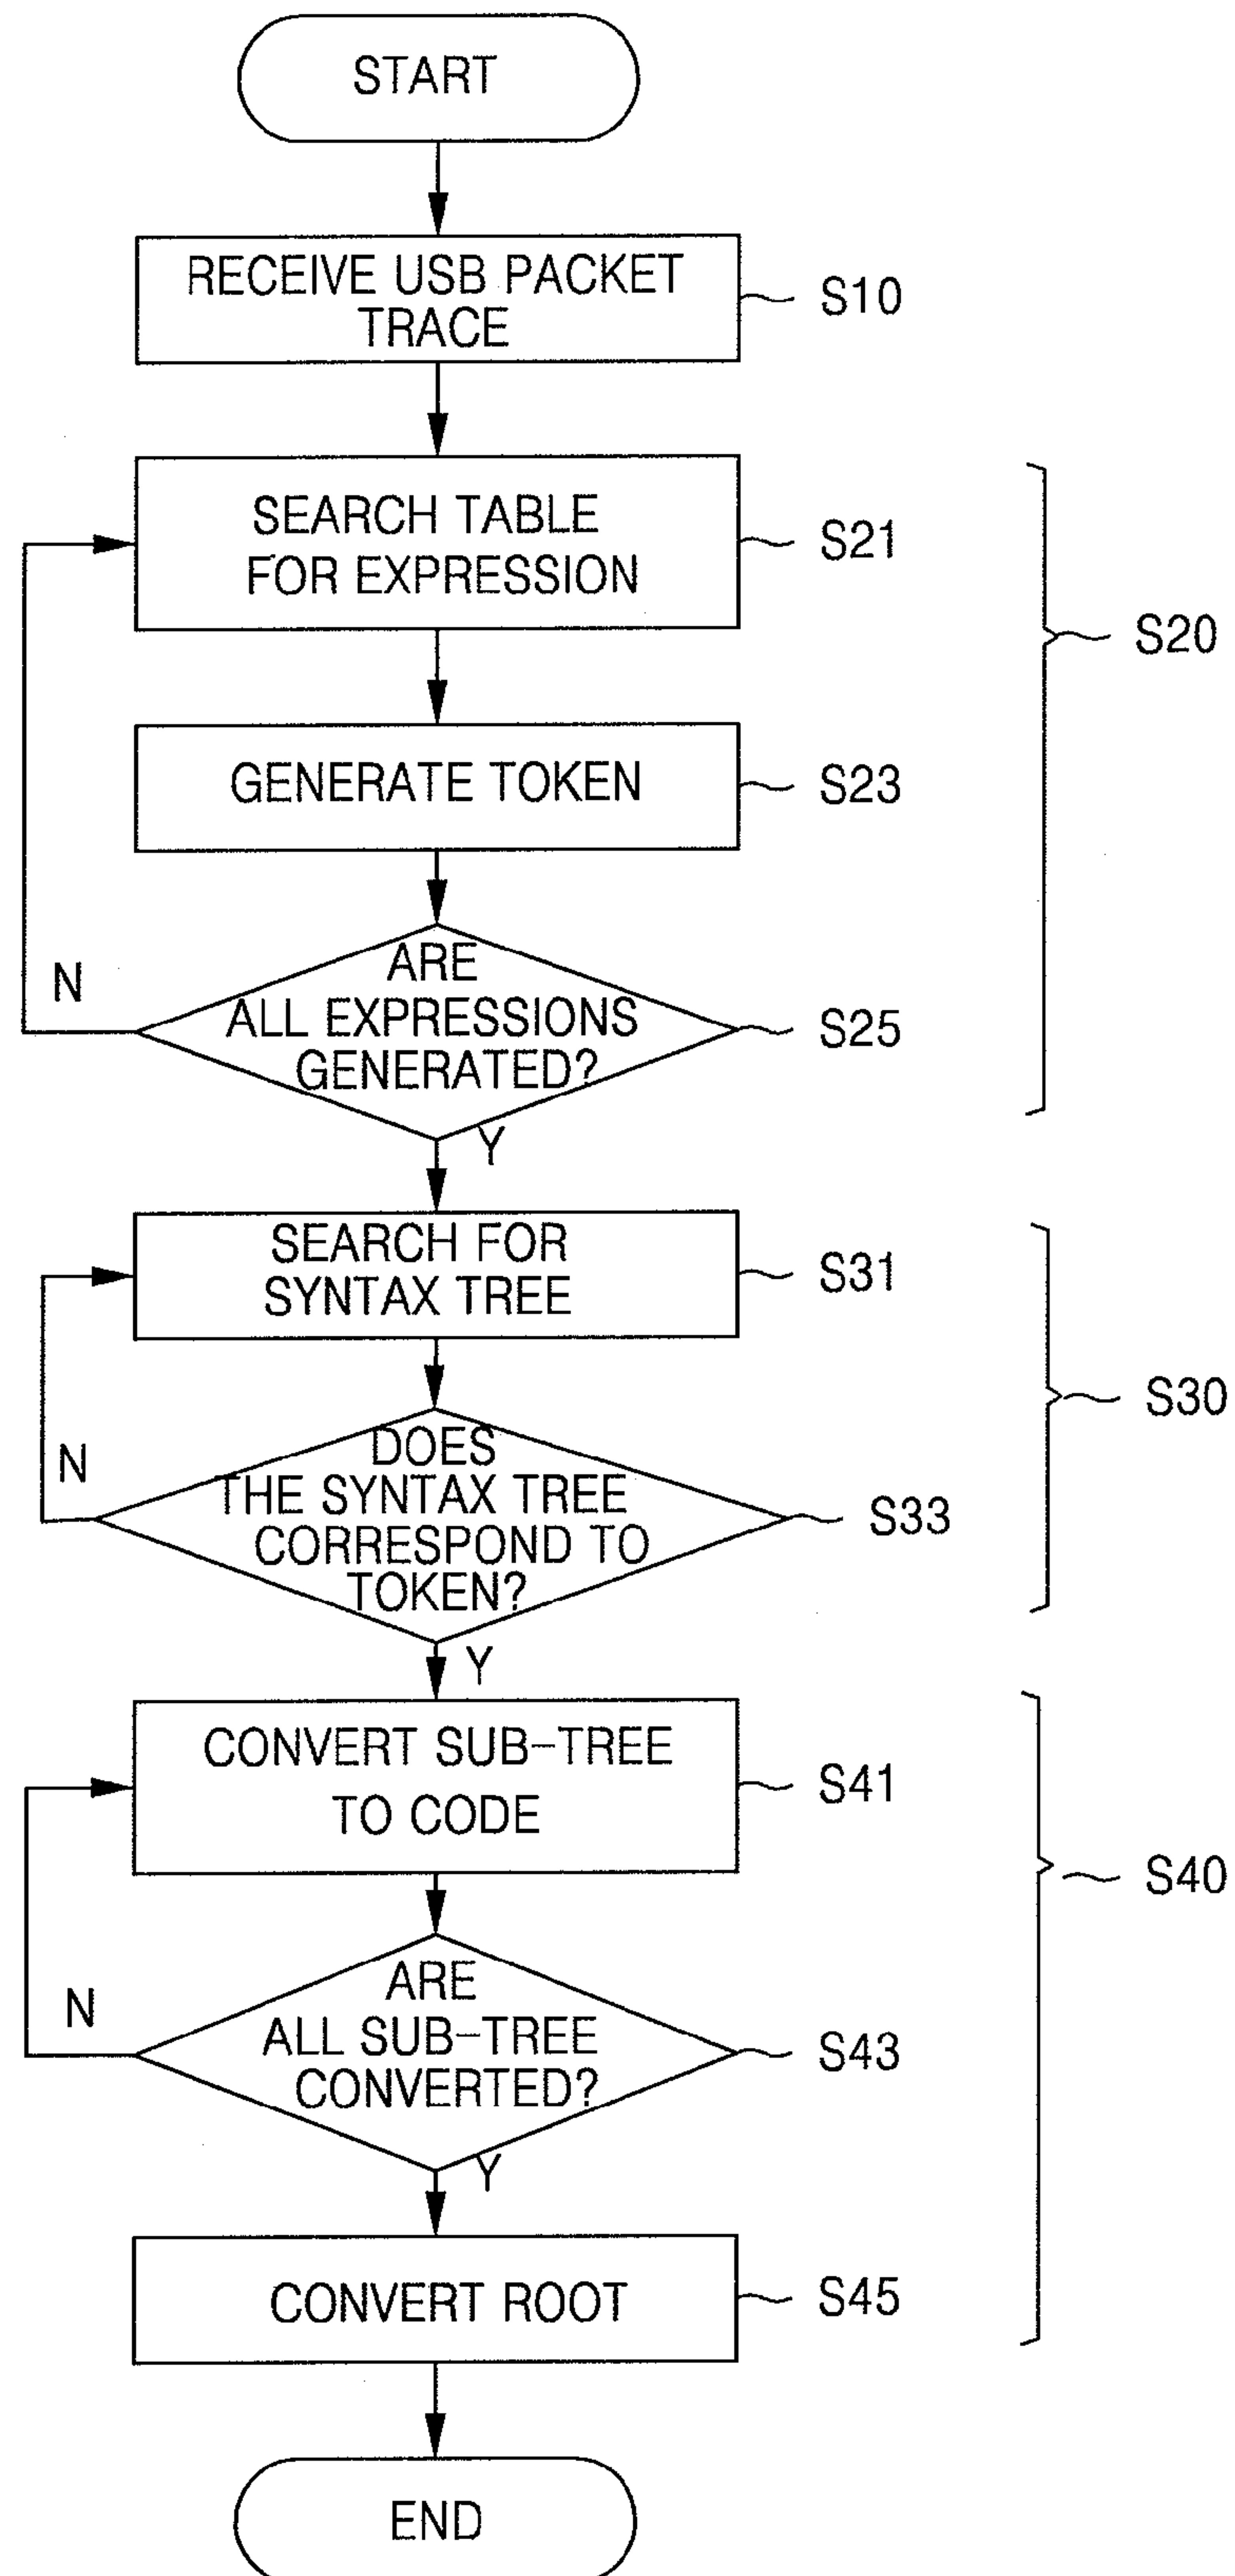 START
RECEIVE USB PACKET
TRACE
S10
SEARCH TABLE
FOR EXPRESSION
S21
S20
GENERATE TOKEN
S23
ARE
ALL EXPRESSIONS
GENERATED?
N
S25
Y
SEARCH FOR
SYNTAX TREE
S31
S30
DOES
THE SYNTAX TREE
CORRESPOND TO
TOKEN?
N
S33
Y
CONVERT SUB-TREE
TO CODE
S41
S40
ARE
ALL SUB-TREE
CONVERTED?
N
S43
Y
CONVERT ROOT
S45
END